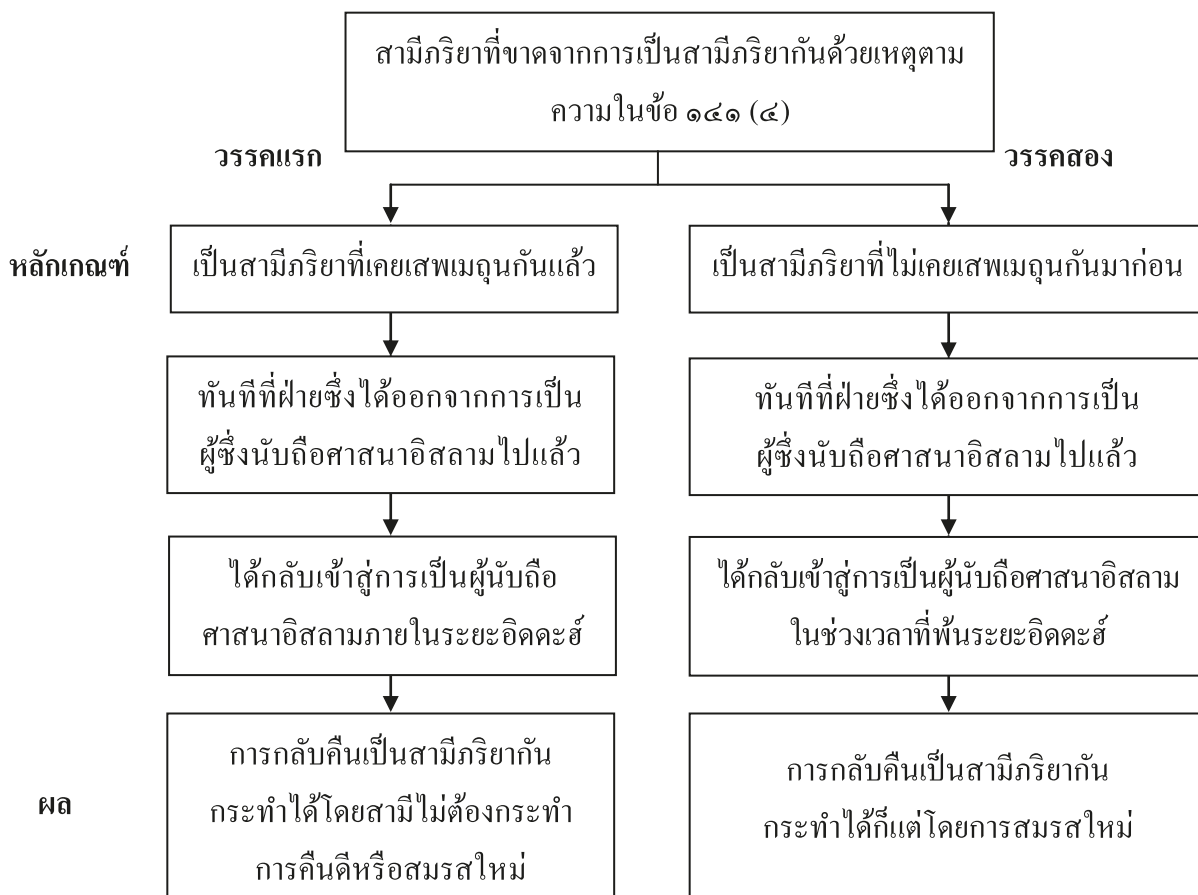 สามีภริยาที่ขาดจากการเป็นสามีภริยากันด้วยเหตุตาม
ความในข้อ ๑๔๑ (๔)
วรรคแรก
วรรคสอง
หลักเกณฑ์
เป็นสามีภริยาที่เคยเสพเมถุนกันแล้ว
เป็นสามีภริยาที่ไม่เคยเสพเมถุนกันมาก่อน
ทันทีที่ฝ่ายซึ่งได้ออกจากการเป็น
ผู้ซึ่งนับถือศาสนาอิสลามไปแล้ว
ทันทีที่ฝ่ายซึ่งได้ออกจากการเป็น
ผู้ซึ่งนับถือศาสนาอิสลามไปแล้ว
ได้กลับเข้าสู่การเป็นผู้นับถือ
ศาสนาอิสลามภายในระยะอิดดะฮ์
ได้กลับเข้าสู่การเป็นผู้นับถือศาสนาอิสลาม
ในช่วงเวลาที่พ้นระยะอิดดะฮ์
ผล
การกลับคืนเป็นสามีภริยากัน
กระทำได้โดยสามีไม่ต้องกระทำ
การคืนดีหรือสมรสใหม่
การกลับคืนเป็นสามีภริยากัน
กระทำได้ก็แต่โดยการสมรสใหม่